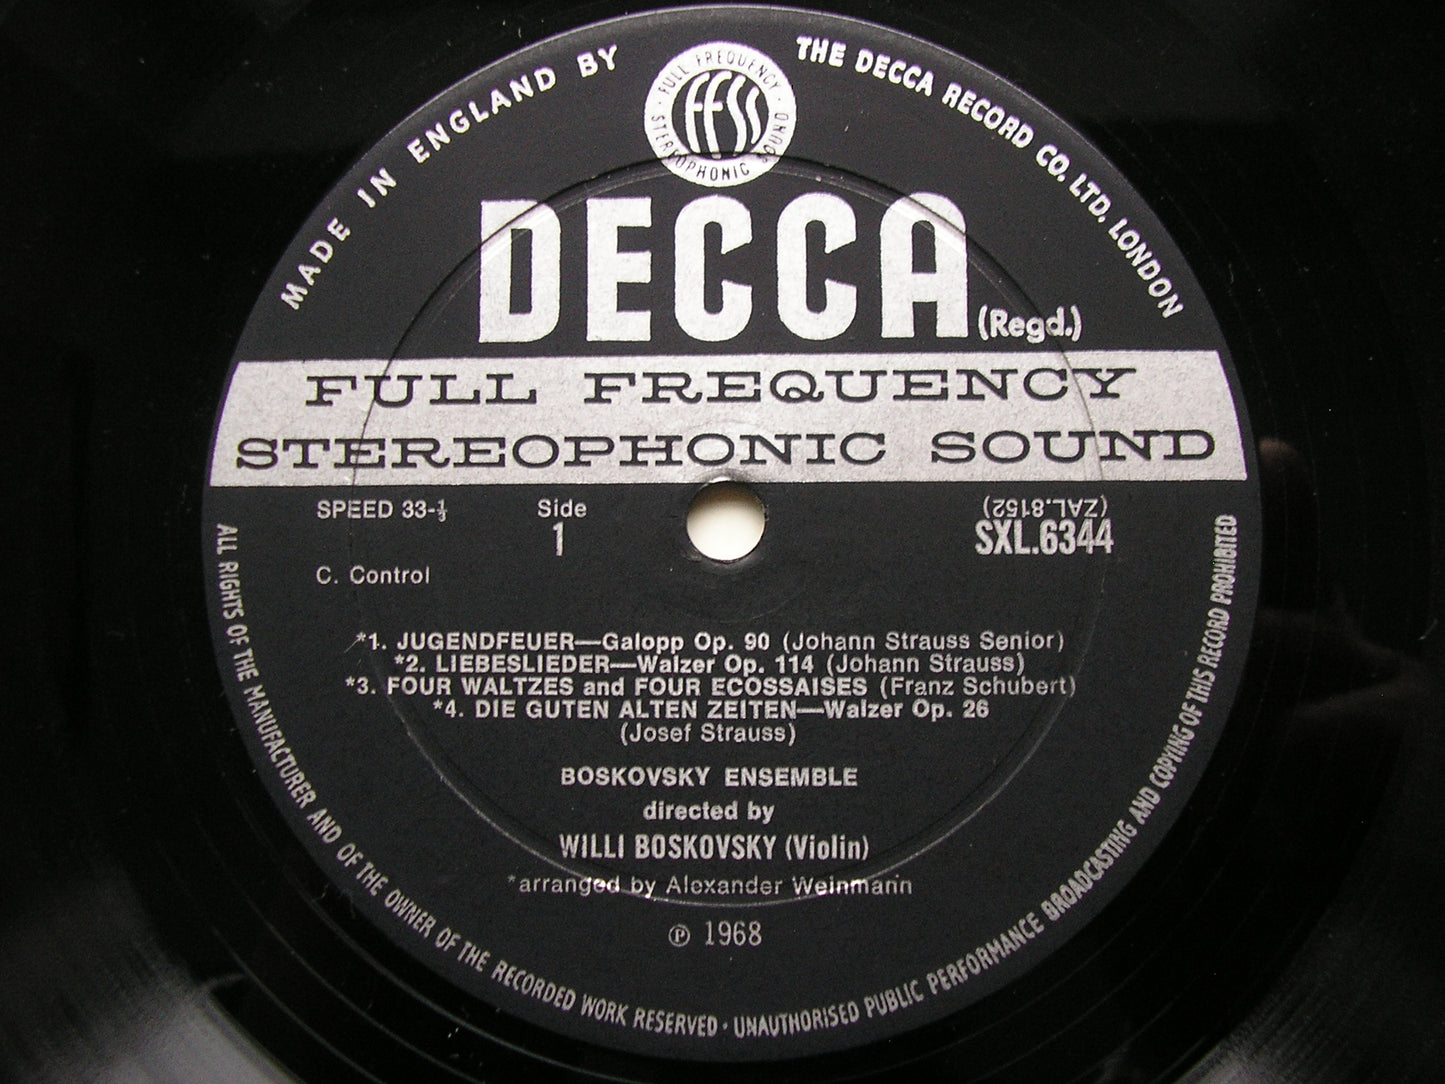 MADE IN ENGLAND BY
THE DECCA RECORD CO. LTD. LONDON
FULL FREQUENCY
FFSS
STEREOPHONIC SOUND
DECCA
(Regd.)
FULL FREQUENCY
STEREOPHONIC SOUND
SPEED 33-⅓
Side
1
(ZAL.8152)
SXL.6344
C. Control
*1. JUGENDFEUER—Galopp Op. 90 (Johann Strauss Senior)
*2. LIEBESLIEDER—Walzer Op. 114 (Johann Strauss)
*3. FOUR WALTZES and FOUR ECOSSAISES (Franz Schubert)
*4. DIE GUTEN ALTEN ZEITEN—Walzer Op. 26
(Josef Strauss)
BOSKOVSKY ENSEMBLE
directed by
WILLI BOSKOVSKY (Violin)
*arranged by Alexander Weinmann
℗ 1968
ALL RIGHTS OF THE MANUFACTURER AND OF THE OWNER OF THE RECORDED WORK RESERVED · UNAUTHORISED PUBLIC PERFORMANCE BROADCASTING AND COPYING OF THIS RECORD PROHIBITED